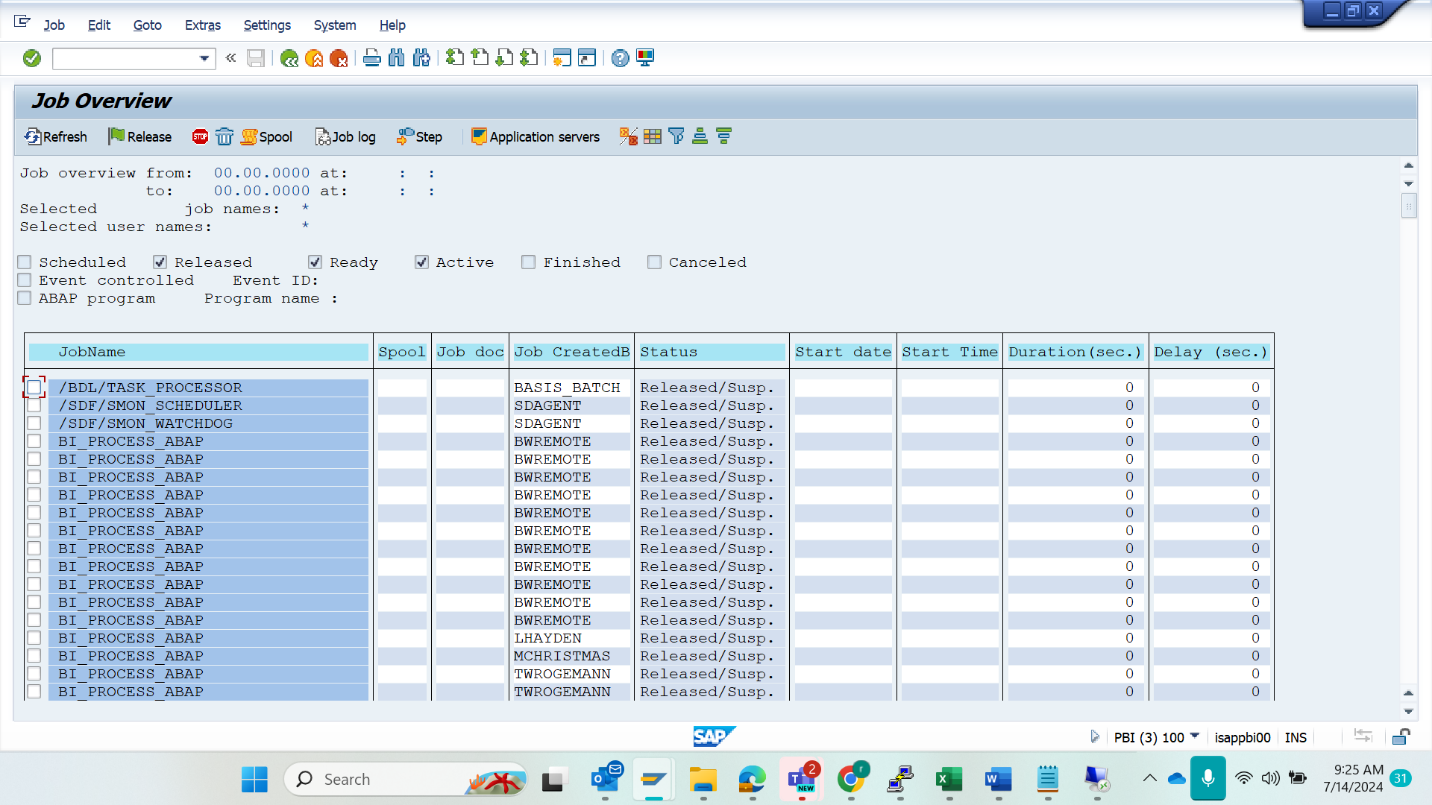 Job Edit Goto Extras Settings System Help
Job Overview
Refresh Release STOP Spool Job log Step Application servers
Job overview from: 00.00.0000 at: : :
to: 00.00.0000 at: : :
Selected job names: *
Selected user names: *
Scheduled Released Ready Active Finished Canceled
Event controlled Event ID:
ABAP program Program name :
JobName Spool Job doc Job CreatedB Status Start date Start Time Duration(sec.) Delay (sec.)
/BDL/TASK_PROCESSOR BASIS_BATCH Released/Susp. 0 0
/SDF/SMON_SCHEDULER SDAGENT Released/Susp. 0 0
/SDF/SMON_WATCHDOG SDAGENT Released/Susp. 0 0
BI_PROCESS_ABAP BWREMOTE Released/Susp. 0 0
BI_PROCESS_ABAP BWREMOTE Released/Susp. 0 0
BI_PROCESS_ABAP BWREMOTE Released/Susp. 0 0
BI_PROCESS_ABAP BWREMOTE Released/Susp. 0 0
BI_PROCESS_ABAP BWREMOTE Released/Susp. 0 0
BI_PROCESS_ABAP BWREMOTE Released/Susp. 0 0
BI_PROCESS_ABAP BWREMOTE Released/Susp. 0 0
BI_PROCESS_ABAP BWREMOTE Released/Susp. 0 0
BI_PROCESS_ABAP BWREMOTE Released/Susp. 0 0
BI_PROCESS_ABAP BWREMOTE Released/Susp. 0 0
BI_PROCESS_ABAP BWREMOTE Released/Susp. 0 0
BI_PROCESS_ABAP LHAYDEN Released/Susp. 0 0
BI_PROCESS_ABAP MCHRISTMAS Released/Susp. 0 0
BI_PROCESS_ABAP TWROGEMANN Released/Susp. 0 0
BI_PROCESS_ABAP TWROGEMANN Released/Susp. 0 0
SAP PBI (3) 100 isappbi00 INS
Search 2 NEW r 9:25 AM 31
7/14/2024